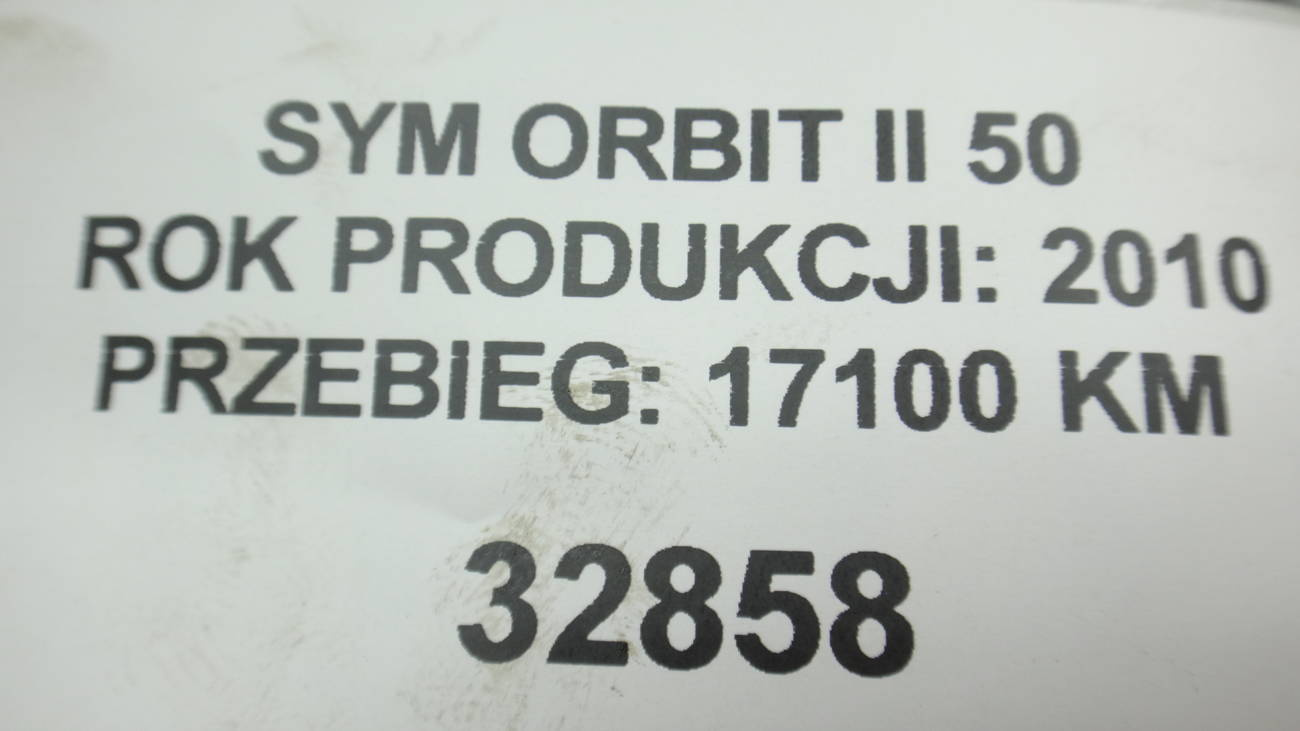 SYM ORBIT II 50
ROK PRODUKCJI: 2010
PRZEBIEG: 17100 KM
32858